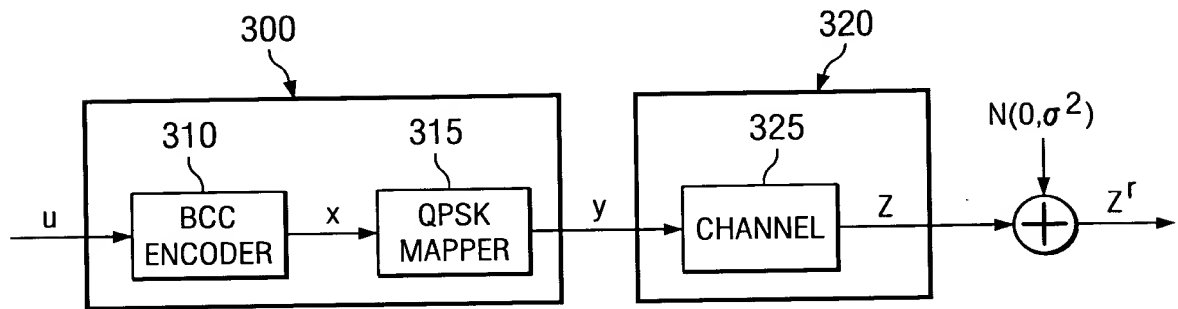 300
320
310
315
325
N(0,σ²)
u
BCC
ENCODER
x
QPSK
MAPPER
y
CHANNEL
Z
Zʳ